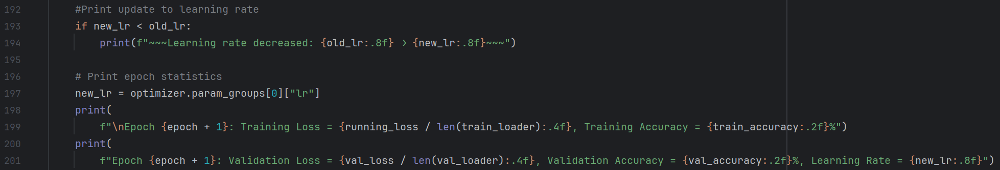 192 #Print update to learning rate
193 if new_lr < old_lr:
194 print(f"~~~Learning rate decreased: {old_lr:.8f} → {new_lr:.8f}~~~")
195
196 # Print epoch statistics
197 new_lr = optimizer.param_groups[0]["lr"]
198 print(
199 f"\nEpoch {epoch + 1}: Training Loss = {running_loss / len(train_loader):.4f}, Training Accuracy = {train_accuracy:.2f}%")
200 print(
201 f"Epoch {epoch + 1}: Validation Loss = {val_loss / len(val_loader):.4f}, Validation Accuracy = {val_accuracy:.2f}%, Learning Rate = {new_lr:.8f}")